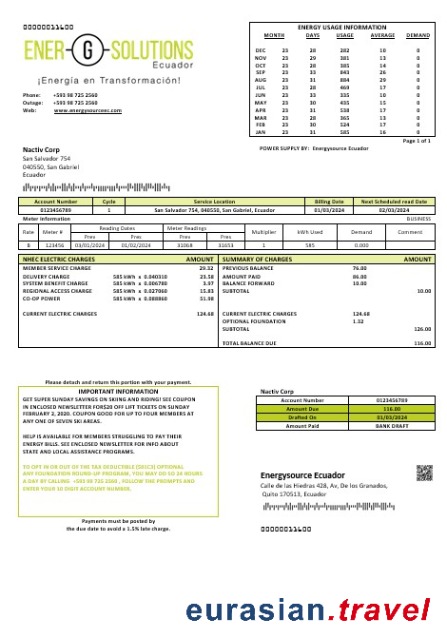 00000011600
ENER-G-SOLUTIONS
Ecuador
¡Energía en Transformación!
Phone: +593 98 725 2560
Outage: +593 98 725 2560
Web: www.energysourcec.com
ENERGY USAGE INFORMATION
MONTH DAYS USAGE AVERAGE DEMAND
DEC 23 28 282 10 0
NOV 23 29 381 13 0
OCT 23 28 385 14 0
SEP 23 33 843 26 0
AUG 23 31 884 29 0
JUL 23 28 469 17 0
JUN 23 33 335 10 0
MAY 23 30 435 15 0
APR 23 31 538 17 0
MAR 23 28 365 13 0
FEB 23 30 524 17 0
JAN 23 31 585 16 0
Page 1 of 1
POWER SUPPLY BY: Energysource Ecuador
Nactiv Corp
San Salvador 754
040550, San Gabriel
Ecuador
Account Number Cycle Service Location Billing Date Next Scheduled read Date
0123456789 1 San Salvador 754, 040550, San Gabriel, Ecuador 01/03/2024 02/03/2024
Meter Information BUSINESS
Rate Meter # Reading Dates Meter Readings Multiplier kWh Used Demand Comment
Prev Pres Prev Pres
123456 03/01/2024 31068 31653 1 585 0.000
NHEC ELECTRIC CHARGES AMOUNT
MEMBER SERVICE CHARGE 29.32
DELIVERY CHARGE 585 kWh x 0.040310 23.58
SYSTEM BENEFIT CHARGE 585 kWh x 0.006780 3.97
REGIONAL ACCESS CHARGE 585 kWh x 0.027060 15.83
CO-OP POWER 585 kWh x 0.088860 51.98
CURRENT ELECTRIC CHARGES 124.68
SUMMARY OF CHARGES AMOUNT
PREVIOUS BALANCE 76.00
AMOUNT PAID 86.00
BALANCE FORWARD 10.00
SUBTOTAL 10.00
CURRENT ELECTRIC CHARGES 124.68
OPTIONAL FOUNDATION 1.32
SUBTOTAL 126.00
TOTAL BALANCE DUE 116.00
Please detach and return this portion with your payment.
IMPORTANT INFORMATION
GET SUPER SUNDAY SAVINGS ON SKIING AND RIDING! SEE COUPON
IN ENCLOSED NEWSLETTER FOR$20 OFF LIFT TICKETS ON SUNDAY
FEBRUARY 2, 2020. COUPON GOOD FOR UP TO FOUR MEMBERS AT
ANY ONE OF SEVEN SKI AREAS.
HELP IS AVAILABLE FOR MEMBERS STRUGGLING TO PAY THEIR
ENERGY BILLS. SEE ENCLOSED NEWSLETTER FOR INFO ABOUT
STATE AND LOCAL ASSISTANCE PROGRAMS.
TO OPT IN OR OUT OF THE TAX DEDUCTIBLE (501C3) OPTIONAL
AND FOUNDATION ROUND-UP PROGRAM, YOU MAY DO SO 24 HOURS
A DAY BY CALLING +593 98 725 2560 , FOLLOW THE PROMPTS AND
ENTER YOUR 10 DIGIT ACCOUNT NUMBER.
Payments must be posted by
the due date to avoid a 1.5% late charge.
Nactiv Corp
Account Number 0123456789
Amount Due 116.00
Drafted On 01/03/2024
Amount Paid BANK DRAFT
Energysource Ecuador
Calle de las Hiedras 428, Av, De los Granados,
Quito 170513, Ecuador
00000011600
eurasian.travel